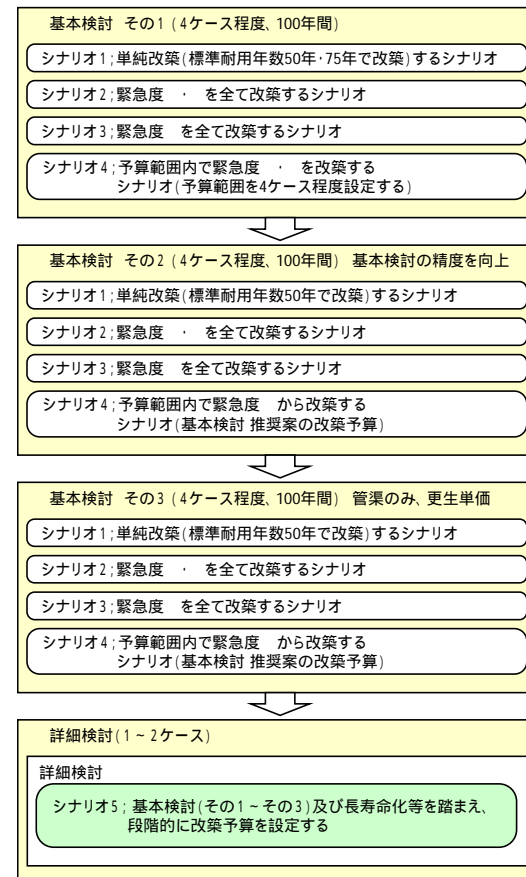 基本検討 その1 (4ケース程度、100年間)
シナリオ1;単純改築(標準耐用年数50年・75年で改築)するシナリオ
シナリオ2;緊急度 ・ を全て改築するシナリオ
シナリオ3;緊急度 を全て改築するシナリオ
シナリオ4;予算範囲内で緊急度 ・ を改築する
シナリオ(予算範囲を4ケース程度設定する)
基本検討 その2 (4ケース程度、100年間) 基本検討の精度を向上
シナリオ1;単純改築(標準耐用年数50年で改築)するシナリオ
シナリオ2;緊急度 ・ を全て改築するシナリオ
シナリオ3;緊急度 を全て改築するシナリオ
シナリオ4;予算範囲内で緊急度 から改築する
シナリオ(基本検討 推奨案の改築予算)
基本検討 その3 (4ケース程度、100年間) 管渠のみ、更生単価
シナリオ1;単純改築(標準耐用年数50年で改築)するシナリオ
シナリオ2;緊急度 ・ を全て改築するシナリオ
シナリオ3;緊急度 を全て改築するシナリオ
シナリオ4;予算範囲内で緊急度 から改築する
シナリオ(基本検討 推奨案の改築予算)
詳細検討(1~2ケース)
詳細検討
シナリオ5; 基本検討(その1~その3)及び長寿命化等を踏まえ、
段階的に改築予算を設定する